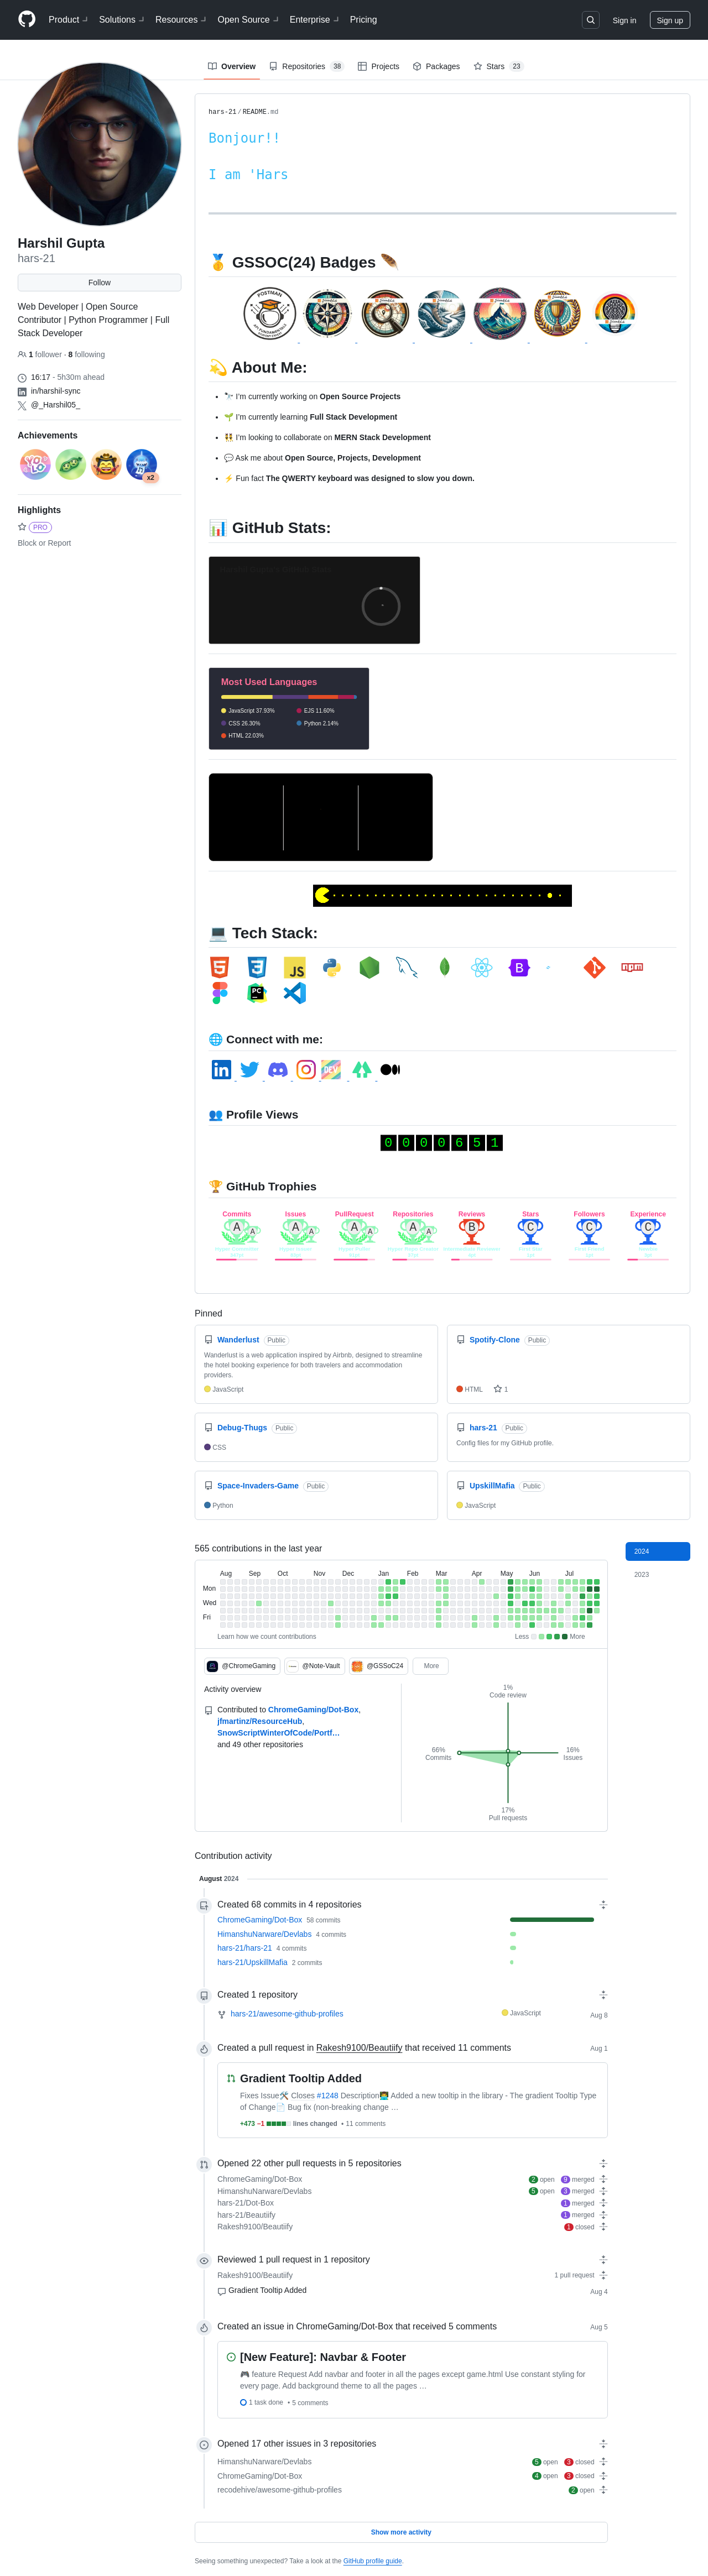 Product Solutions Resources Open Source Enterprise Pricing Sign in Sign up
Overview Repositories 38 Projects Packages Stars 23
Harshil Gupta
hars-21
Follow
Web Developer | Open Source
Contributor | Python Programmer | Full
Stack Developer
1 follower · 8 following
16:17 - 5h30m ahead
in/harshil-sync
@_Harshil05_
Achievements
x2
Highlights
PRO
Block or Report
hars-21/README.md
Bonjour!!
I am 'Hars
GSSOC(24) Badges
POSTMAN
About Me:
I'm currently working on Open Source Projects
I'm currently learning Full Stack Development
I'm looking to collaborate on MERN Stack Development
Ask me about Open Source, Projects, Development
Fun fact The QWERTY keyboard was designed to slow you down.
GitHub Stats:
Most Used Languages
JavaScript 37.93% EJS 11.60%
CSS 26.30% Python 2.14%
HTML 22.03%
Tech Stack:
JS
PC
npm
Connect with me:
DEV
Profile Views
0000651
GitHub Trophies
Commits Issues PullRequest Repositories Reviews Stars Followers Experience
A A A A A A A A B C C C
Pinned
Wanderlust Public
Wanderlust is a web application inspired by Airbnb, designed to streamline
the hotel booking experience for both travelers and accommodation
providers.
JavaScript
Spotify-Clone Public
HTML 1
Debug-Thugs Public
CSS
hars-21 Public
Config files for my GitHub profile.
Space-Invaders-Game Public
Python
UpskillMafia Public
JavaScript
565 contributions in the last year
2024
2023
Aug Sep Oct Nov Dec Jan Feb Mar Apr May Jun Jul
Mon
Wed
Fri
Learn how we count contributions Less More
@ChromeGaming @Note-Vault @GSSoC24 More
Activity overview
Contributed to ChromeGaming/Dot-Box,
jfmartinz/ResourceHub,
SnowScriptWinterOfCode/Portf…
and 49 other repositories
1%
Code review
66%
Commits
16%
Issues
17%
Pull requests
Contribution activity
August 2024
Created 68 commits in 4 repositories
ChromeGaming/Dot-Box 58 commits
HimanshuNarware/Devlabs 4 commits
hars-21/hars-21 4 commits
hars-21/UpskillMafia 2 commits
Created 1 repository
hars-21/awesome-github-profiles JavaScript Aug 8
Created a pull request in Rakesh9100/Beautiify that received 11 comments Aug 1
Gradient Tooltip Added
Fixes Issue🛠️ Closes #1248 Description👨‍💻 Added a new tooltip in the library - The gradient Tooltip Type
of Change📄 Bug fix (non-breaking change …
+473 −1 lines changed • 11 comments
Opened 22 other pull requests in 5 repositories
ChromeGaming/Dot-Box 2 open 9 merged
HimanshuNarware/Devlabs 5 open 3 merged
hars-21/Dot-Box 1 merged
hars-21/Beautiify 1 merged
Rakesh9100/Beautiify 1 closed
Reviewed 1 pull request in 1 repository
Rakesh9100/Beautiify 1 pull request
Gradient Tooltip Added Aug 4
Created an issue in ChromeGaming/Dot-Box that received 5 comments Aug 5
[New Feature]: Navbar & Footer
🎮 feature Request Add navbar and footer in all the pages except game.html Use constant styling for
every page. Add background theme to all the pages …
1 task done • 5 comments
Opened 17 other issues in 3 repositories
HimanshuNarware/Devlabs 5 open 3 closed
ChromeGaming/Dot-Box 4 open 3 closed
recodehive/awesome-github-profiles 2 open
Show more activity
Seeing something unexpected? Take a look at the GitHub profile guide.